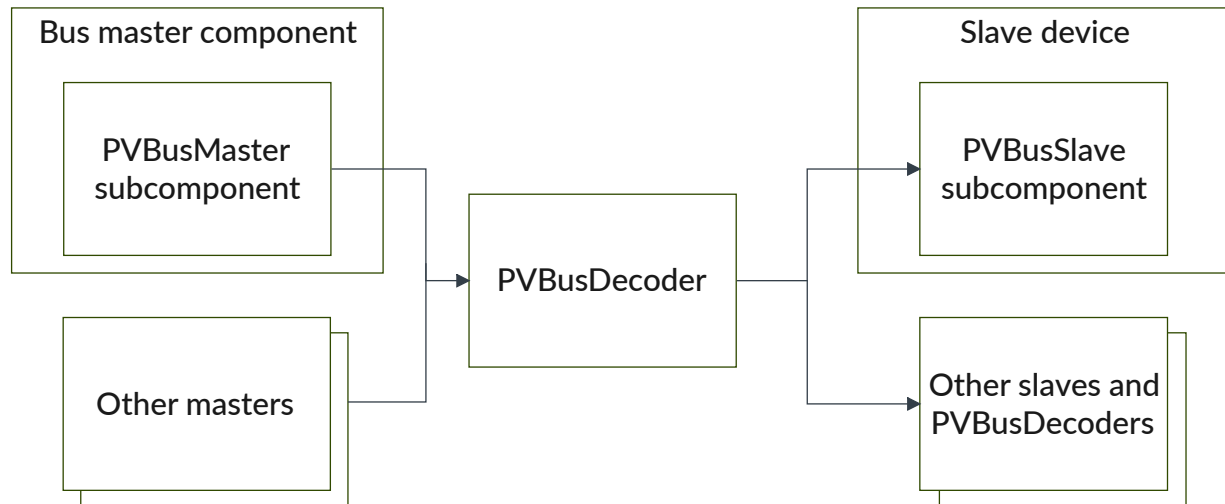 Bus master component
PVBusMaster
subcomponent
Other masters
PVBusDecoder
Slave device
PVBusSlave
subcomponent
Other slaves and
PVBusDecoders